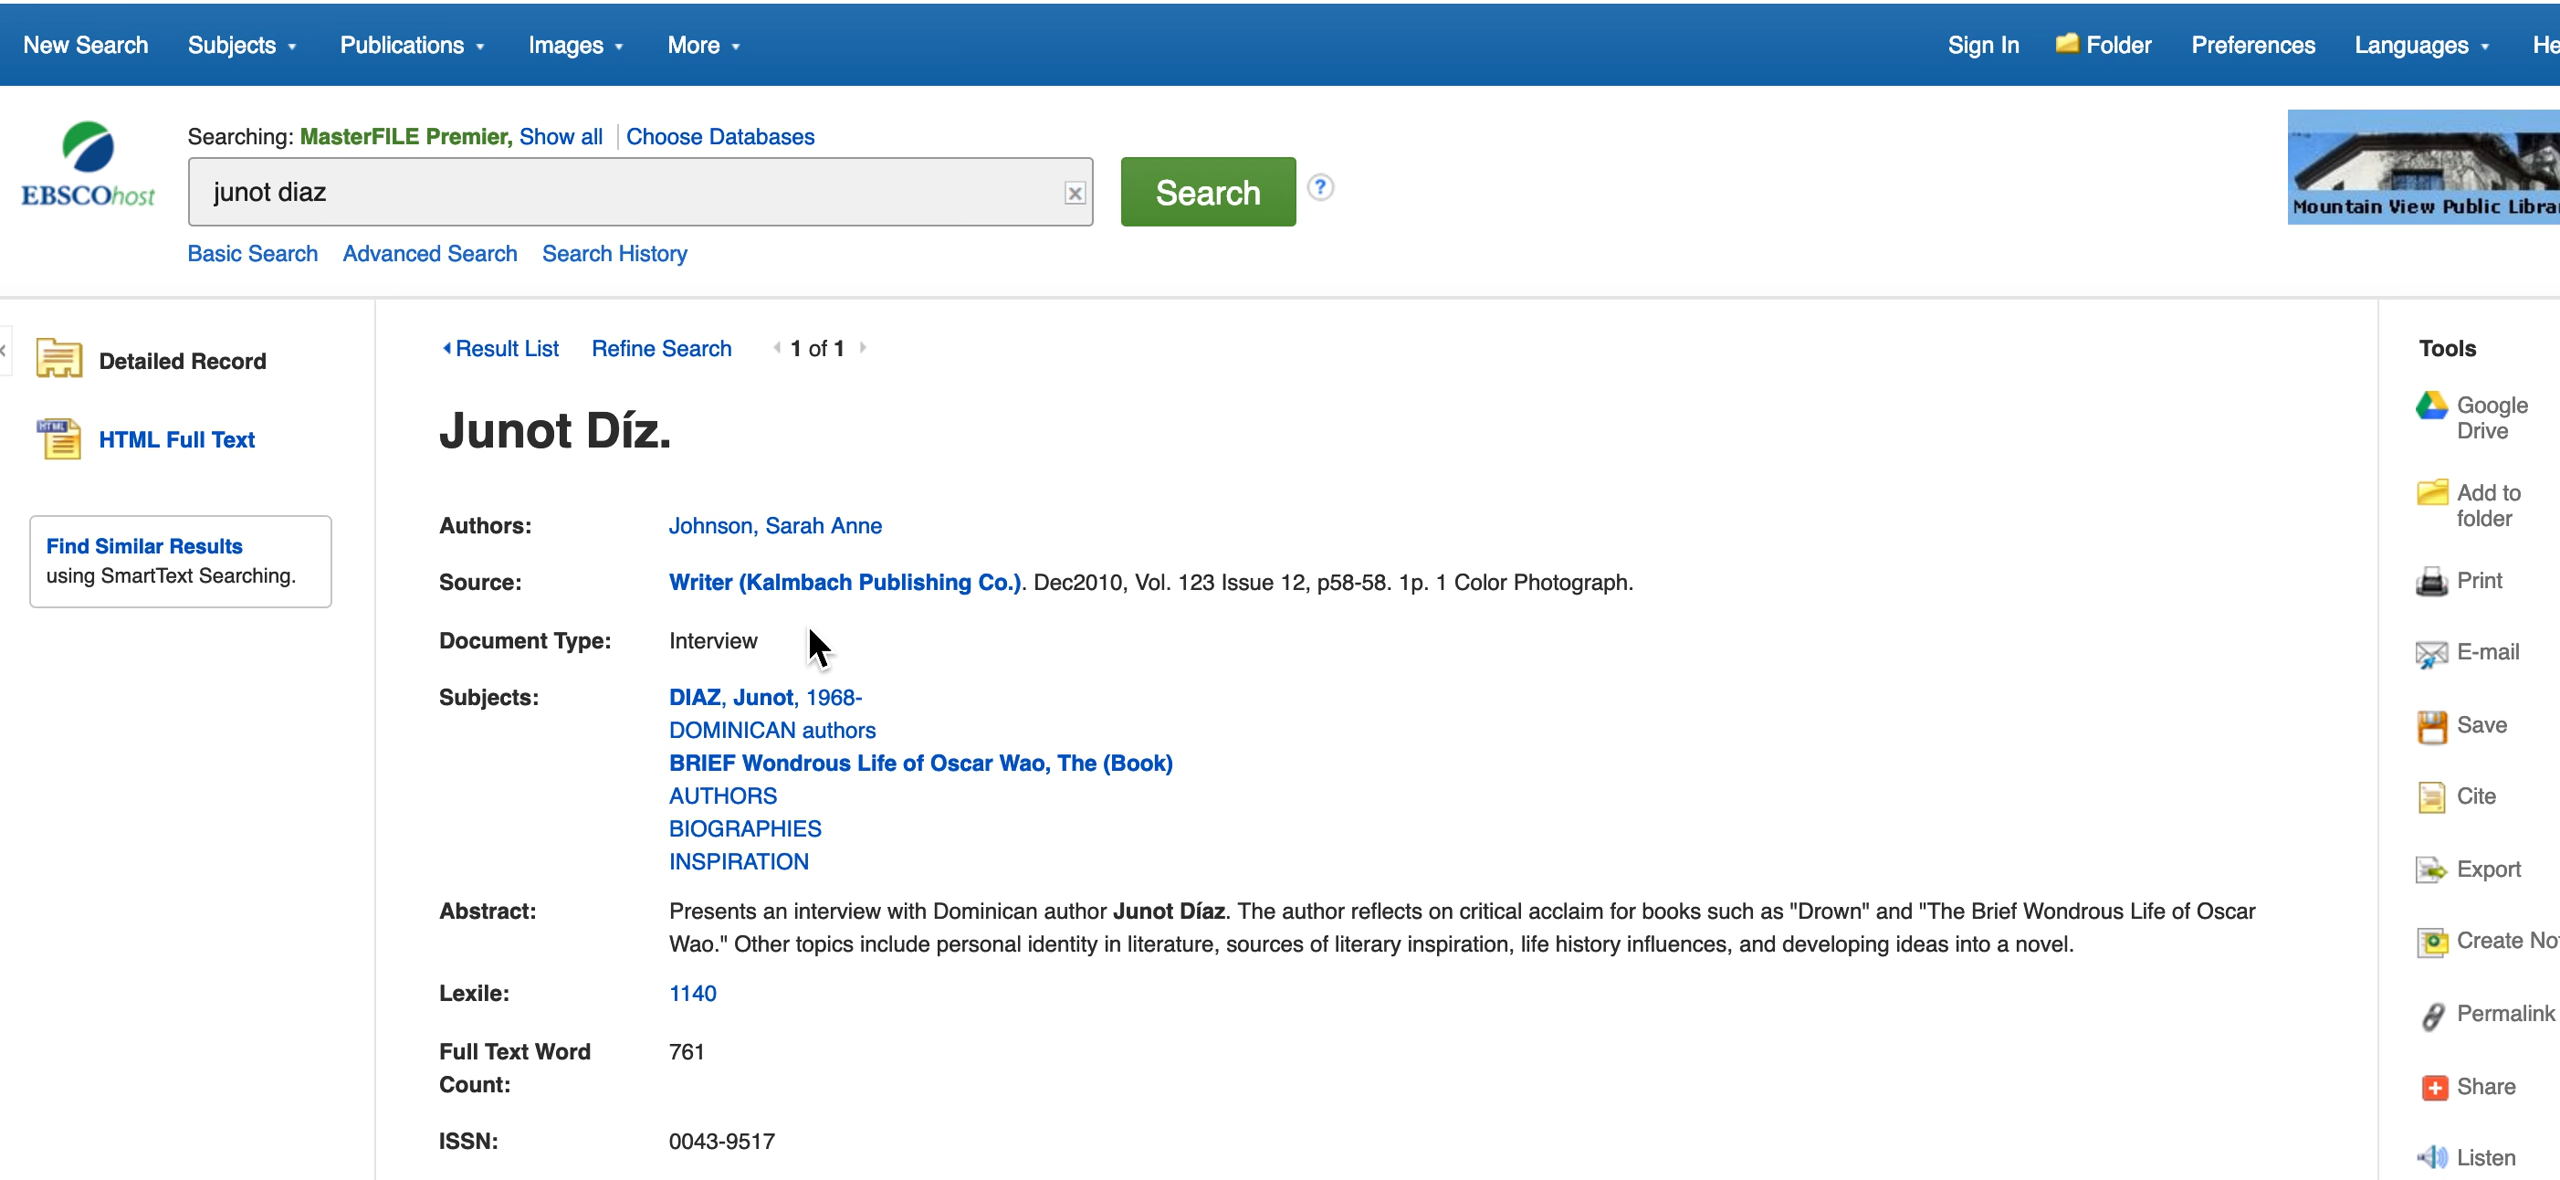 New Search Subjects Publications Images More Sign In Folder Preferences Languages He
Searching: MasterFILE Premier, Show all Choose Databases
EBSCOhost
junot diaz
Search ?
Mountain View Public Libra
Basic Search Advanced Search Search History
Detailed Record
HTML Full Text
Find Similar Results
using SmartText Searching.
Result List Refine Search 1 of 1
Junot Díz.
Authors: Johnson, Sarah Anne
Source: Writer (Kalmbach Publishing Co.). Dec2010, Vol. 123 Issue 12, p58-58. 1p. 1 Color Photograph.
Document Type: Interview
Subjects: DIAZ, Junot, 1968-
DOMINICAN authors
BRIEF Wondrous Life of Oscar Wao, The (Book)
AUTHORS
BIOGRAPHIES
INSPIRATION
Abstract: Presents an interview with Dominican author Junot Díaz. The author reflects on critical acclaim for books such as "Drown" and "The Brief Wondrous Life of Oscar
Wao." Other topics include personal identity in literature, sources of literary inspiration, life history influences, and developing ideas into a novel.
Lexile: 1140
Full Text Word 761
Count:
ISSN: 0043-9517
Tools
Google
Drive
Add to
folder
Print
E-mail
Save
Cite
Export
Create No
Permalink
Share
Listen